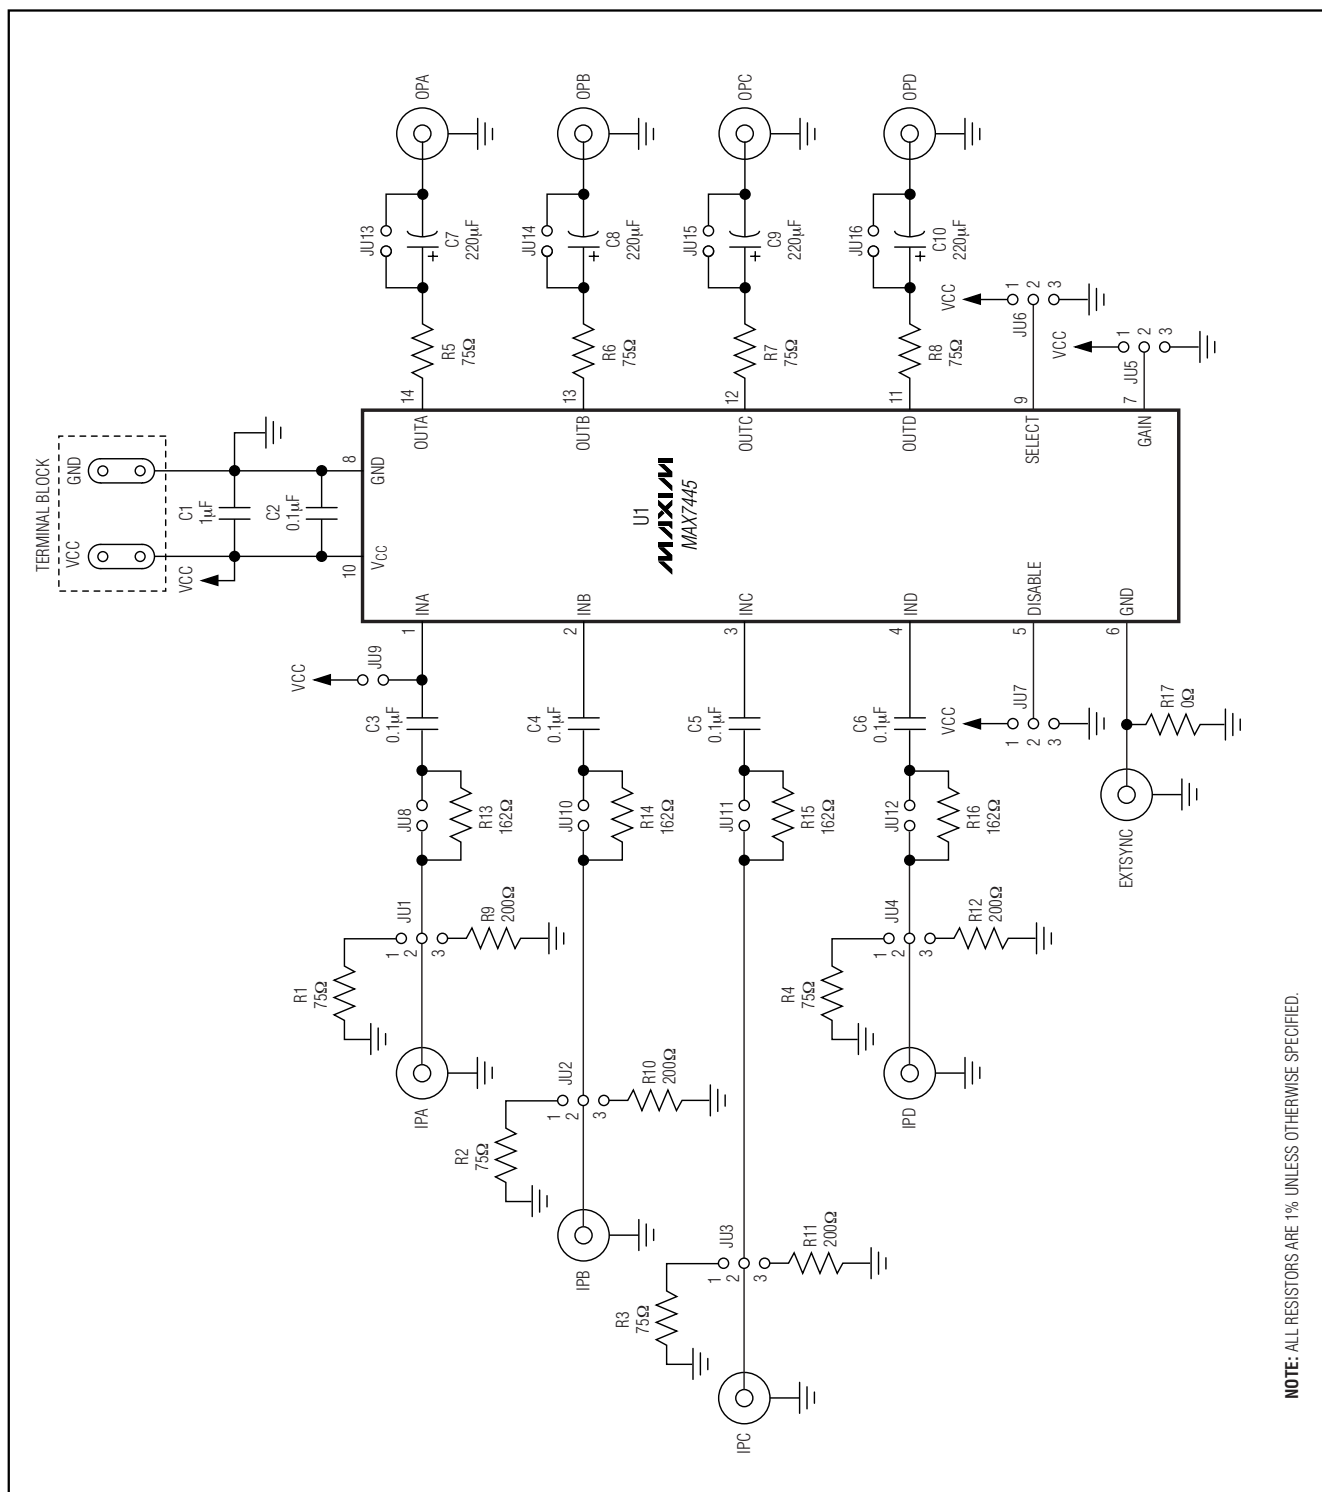 TERMINAL BLOCK
VCC
GND
VCC
C1
1µF
C2
0.1µF
10
8
VCC
GND
U1
MAXIM
MAX7445
IPA
R1
75Ω
JU1
1
2
3
R9
200Ω
JU8
R13
162Ω
C3
0.1µF
VCC
JU9
1
INA
OUTA
14
R5
75Ω
JU13
C7
220µF
+
OPA
IPB
R2
75Ω
JU2
1
2
3
R10
200Ω
JU10
R14
162Ω
C4
0.1µF
2
INB
OUTB
13
R6
75Ω
JU14
C8
220µF
+
OPB
IPC
R3
75Ω
JU3
1
2
3
R11
200Ω
JU11
R15
162Ω
C5
0.1µF
3
INC
OUTC
12
R7
75Ω
JU15
C9
220µF
+
OPC
IPD
R4
75Ω
JU4
1
2
3
R12
200Ω
JU12
R16
162Ω
C6
0.1µF
4
IND
OUTD
11
R8
75Ω
JU16
C10
220µF
+
OPD
VCC
JU7
1
2
3
5
DISABLE
SELECT
9
JU6
VCC
1
2
3
EXTSYNC
R17
0Ω
6
GND
GAIN
7
JU5
VCC
1
2
3
NOTE: ALL RESISTORS ARE 1% UNLESS OTHERWISE SPECIFIED.